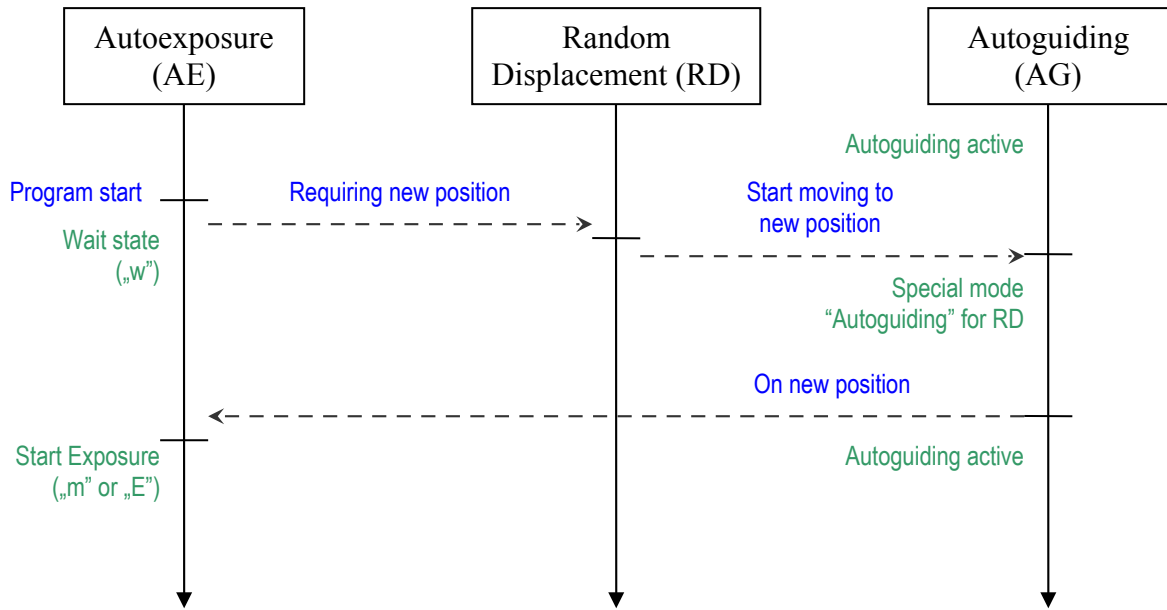 Autoexposure
(AE)
Random
Displacement (RD)
Autoguiding
(AG)
Autoguiding active
Program start
Requiring new position
Start moving to
new position
Wait state
(„w”)
Special mode
“Autoguiding” for RD
On new position
Start Exposure
(„m” or „E”)
Autoguiding active